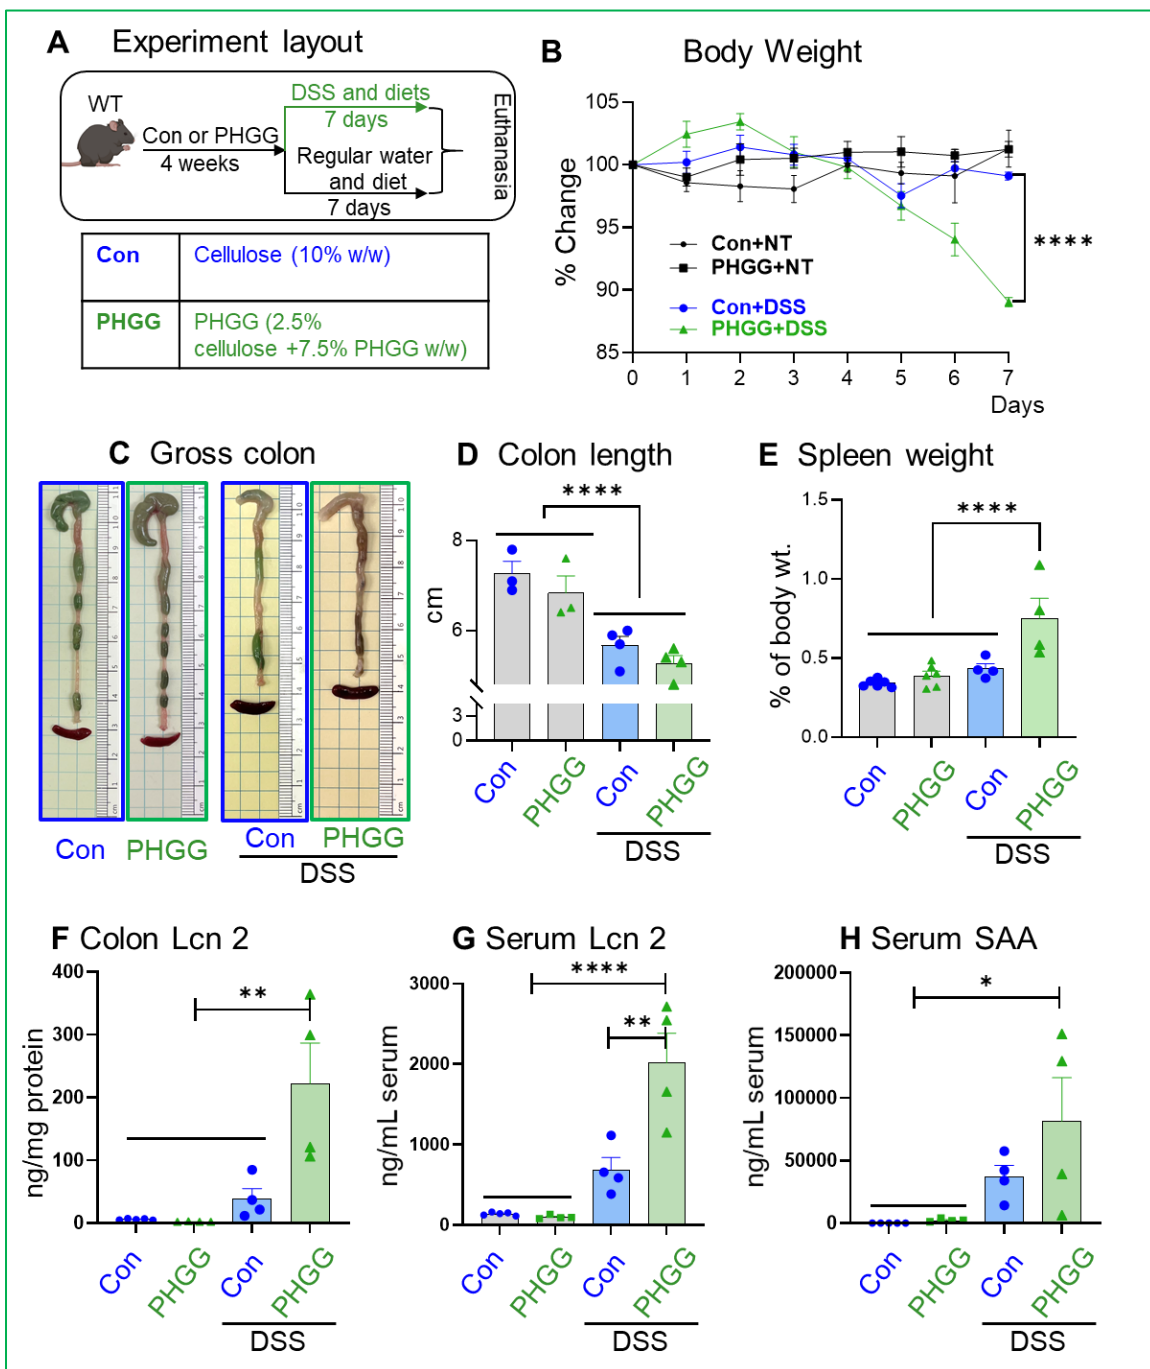 A Experiment layout
WT
Con or PHGG
4 weeks
DSS and diets
7 days
Regular water
and diet
7 days
Euthanasia
Con
Cellulose (10% w/w)
PHGG
PHGG (2.5%
cellulose +7.5% PHGG w/w)
B Body Weight
% Change
105
100
95
90
85
Con+NT
PHGG+NT
Con+DSS
PHGG+DSS
****
0 1 2 3 4 5 6 7
Days
C Gross colon
Con PHGG Con PHGG
DSS
D Colon length
****
cm
8
6
3
0
Con PHGG Con PHGG
DSS
E Spleen weight
****
% of body wt.
1.5
1.0
0.5
0.0
Con PHGG Con PHGG
DSS
F Colon Lcn 2
**
ng/mg protein
400
300
200
100
0
Con PHGG Con PHGG
DSS
G Serum Lcn 2
****
**
ng/mL serum
3000
2000
1000
0
Con PHGG Con PHGG
DSS
H Serum SAA
*
ng/mL serum
200000
150000
100000
50000
0
Con PHGG Con PHGG
DSS